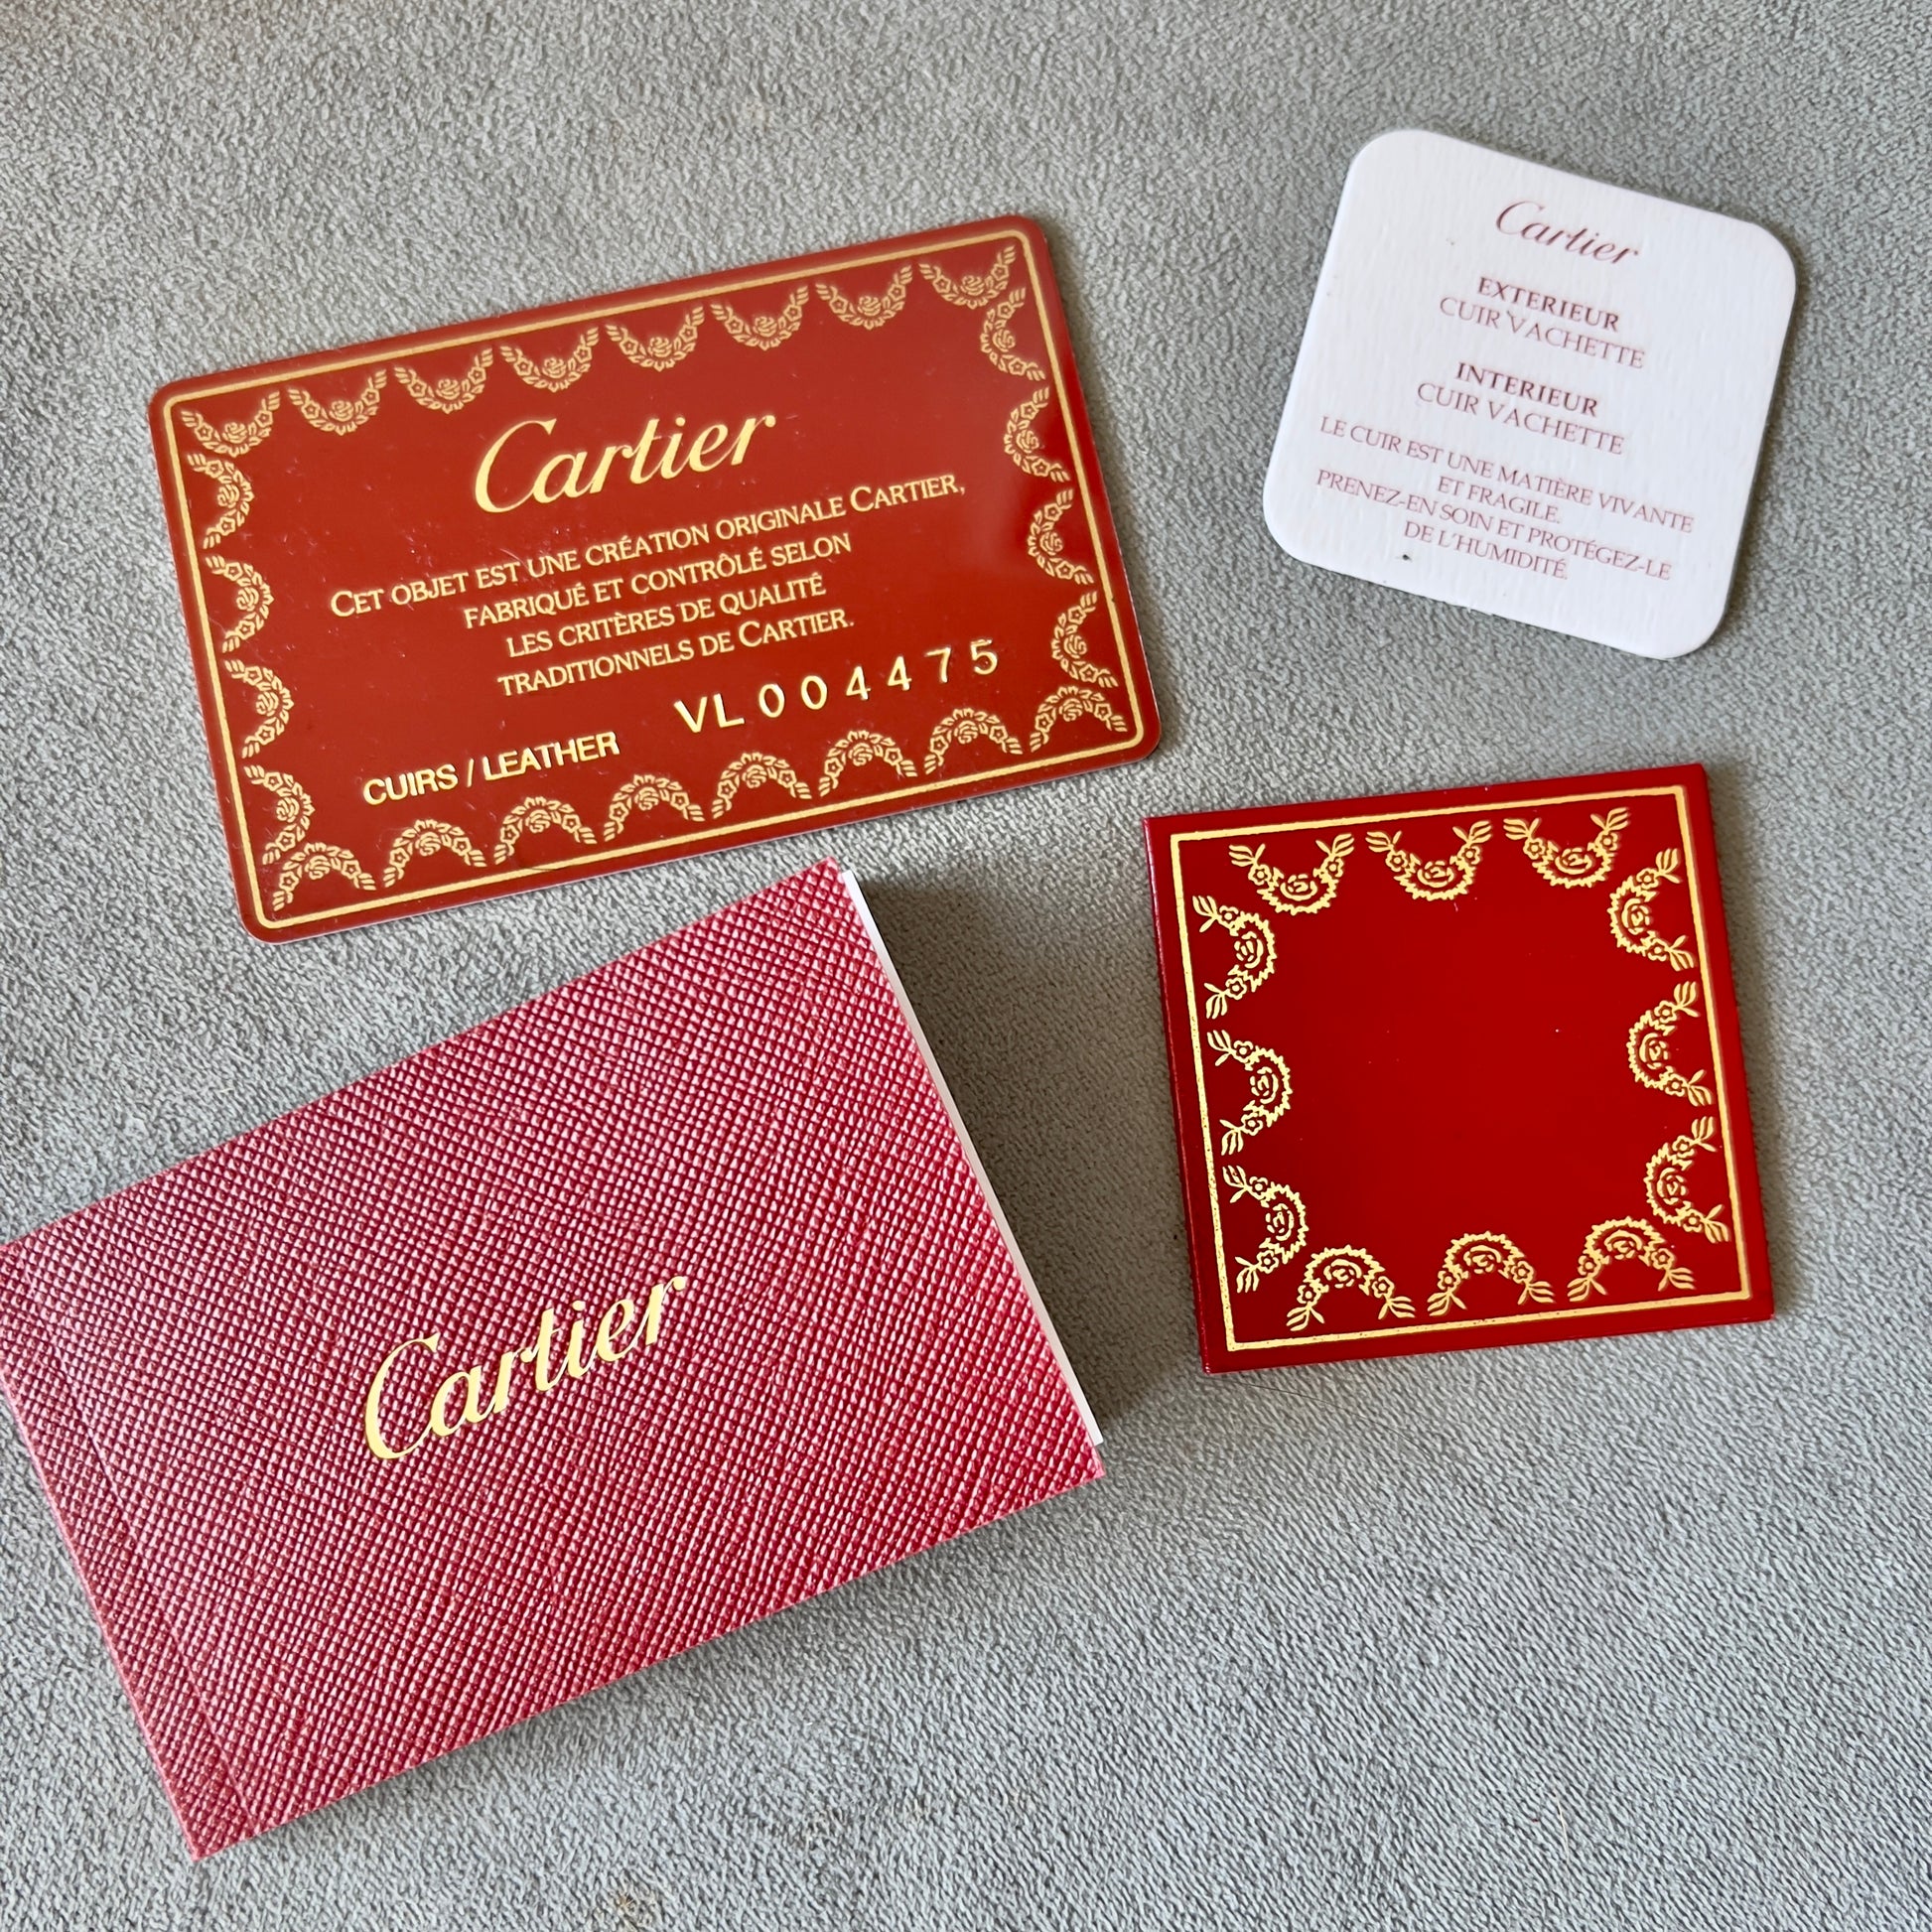 Cartier
CET OBJET EST UNE CRÉATION ORIGINALE CARTIER,
FABRIQUÉ ET CONTRÔLÉ SELON
LES CRITÈRES DE QUALITÉ
TRADITIONNELS DE CARTIER.
VL004475
CUIRS / LEATHER
Cartier
EXTERIEUR
CUIR VACHETTE
INTERIEUR
CUIR VACHETTE
LE CUIR EST UNE MATIÈRE VIVANTE
ET FRAGILE.
PRENEZ-EN SOIN ET PROTÉGEZ-LE
DE L'HUMIDITÉ.
Cartier